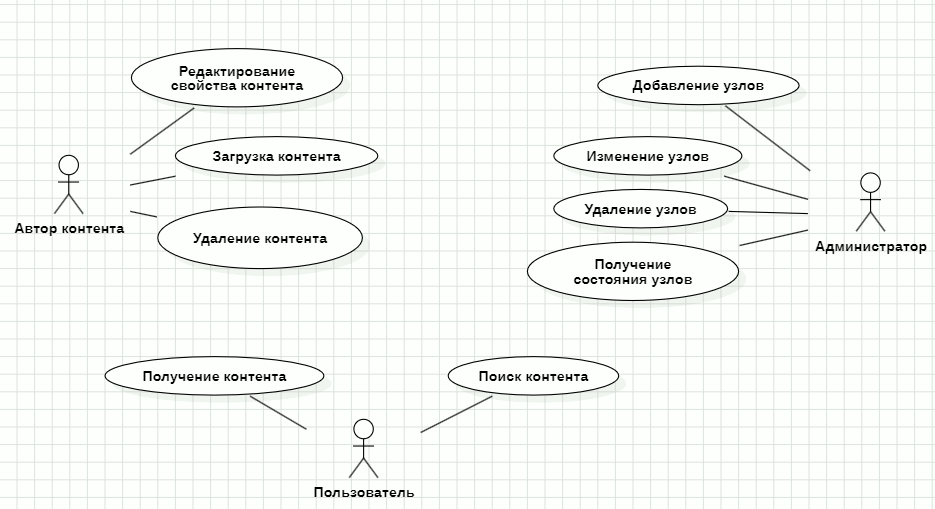 Редактирование
свойства контента
Загрузка контента
Удаление контента
Автор контента
Добавление узлов
Изменение узлов
Удаление узлов
Получение
состояния узлов
Администратор
Получение контента
Поиск контента
Пользователь